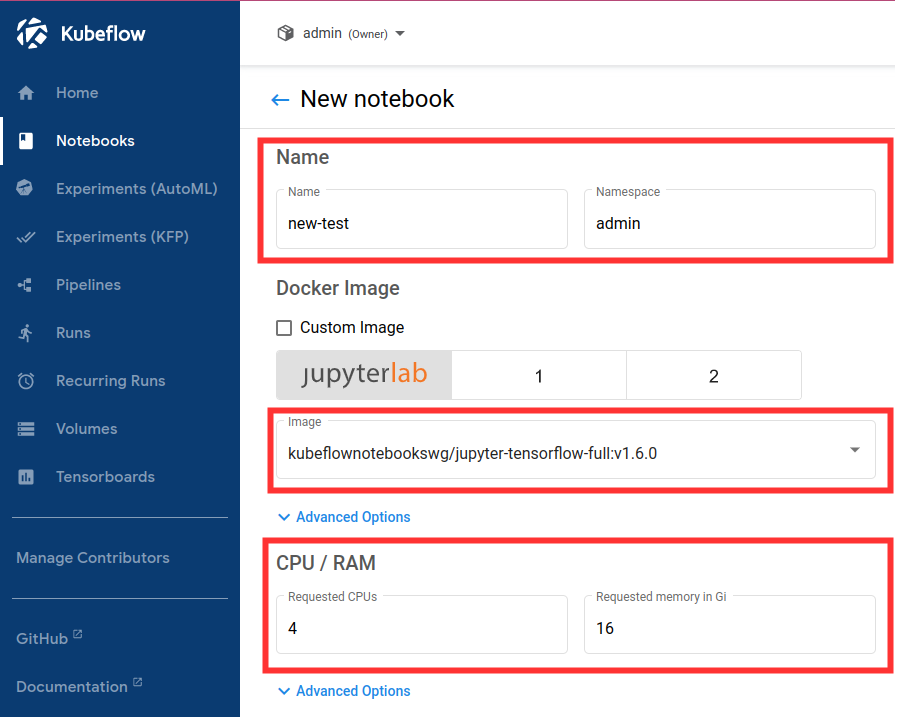 Kubeflow
Home
Notebooks
Experiments (AutoML)
Experiments (KFP)
Pipelines
Runs
Recurring Runs
Volumes
Tensorboards
Manage Contributors
GitHub
Documentation
admin (Owner)
New notebook
Name
Name
new-test
Namespace
admin
Docker Image
Custom Image
jupyterlab
1
2
Image
kubeflownotebookswg/jupyter-tensorflow-full:v1.6.0
Advanced Options
CPU / RAM
Requested CPUs
4
Requested memory in Gi
16
Advanced Options